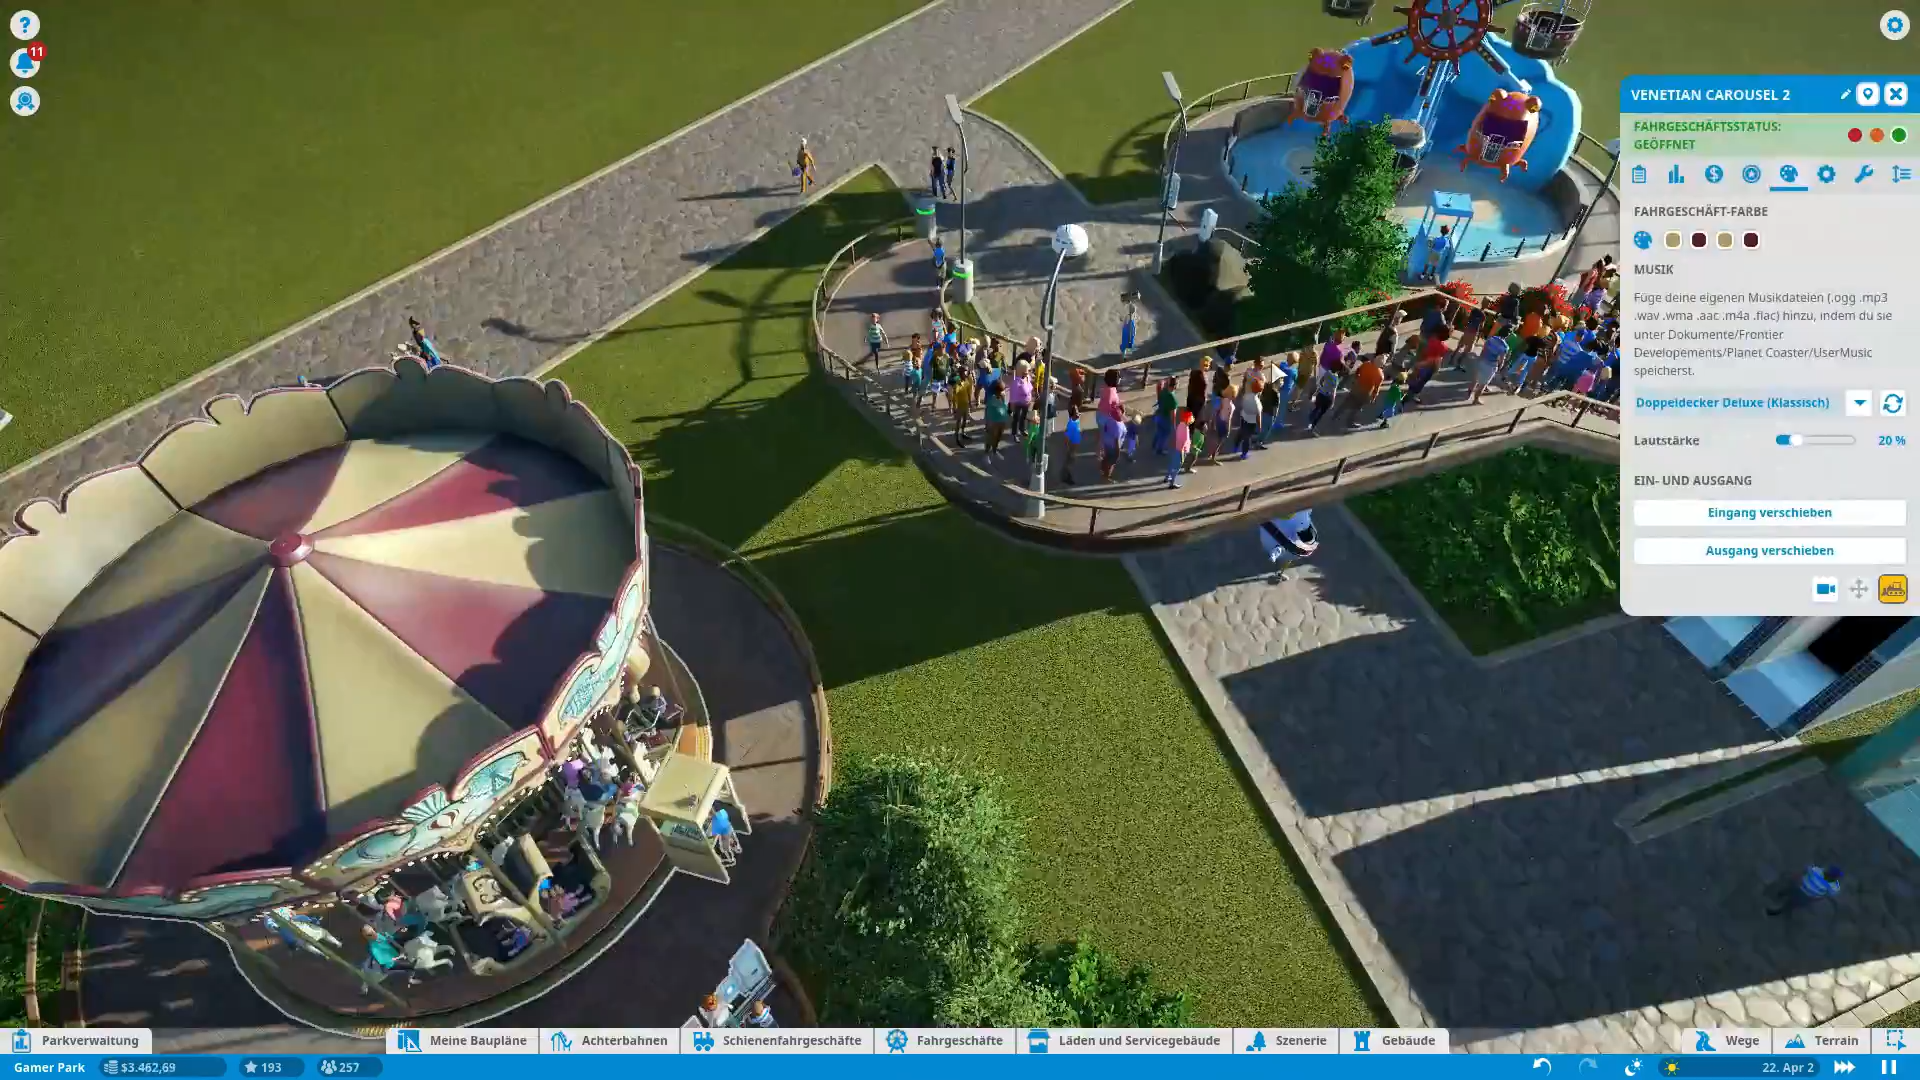 ?
11
VENETIAN CAROUSEL 2
FAHRGESCHÄFTSSTATUS:
GEÖFFNET
FAHRGESCHÄFT-FARBE
MUSIK
Füge deine eigenen Musikdateien (.ogg .mp3
.wav .wma .aac .m4a .flac) hinzu, indem du sie
unter Dokumente/Frontier
Developements/Planet Coaster/UserMusic
speicherst.
Doppeldecker Deluxe (Klassisch)
Lautstärke 20 %
EIN- UND AUSGANG
Eingang verschieben
Ausgang verschieben
Parkverwaltung Meine Baupläne Achterbahnen Schienenfahrgeschäfte Fahrgeschäfte Läden und Servicegebäude Szenerie Gebäude Wege Terrain
Gamer Park $3.462,69 193 257 22. Apr 2